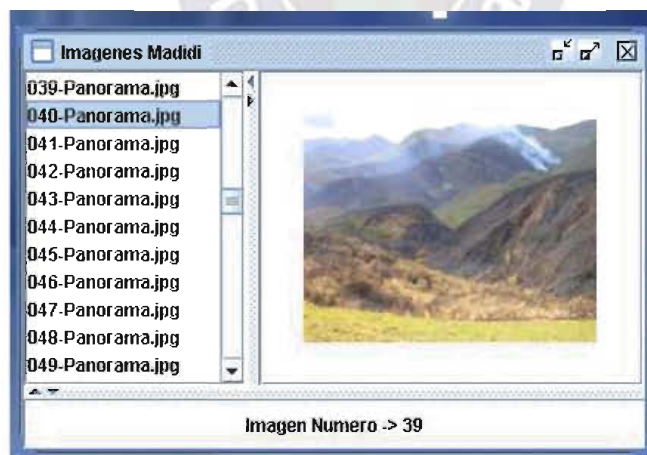 Imagenes Madidi
039-Panorama.jpg
040-Panorama.jpg
041-Panorama.jpg
042-Panorama.jpg
043-Panorama.jpg
044-Panorama.jpg
045-Panorama.jpg
046-Panorama.jpg
047-Panorama.jpg
048-Panorama.jpg
049-Panorama.jpg
Imagen Numero -> 39